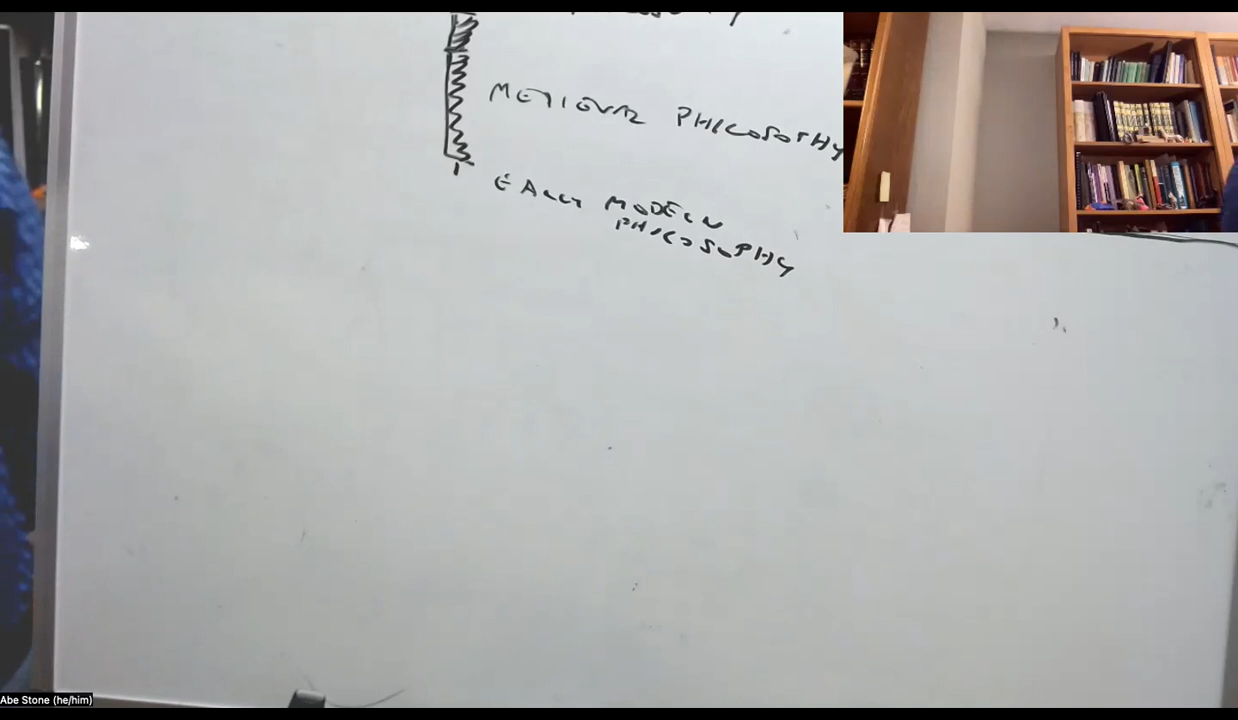 MEDIEVAL PHILOSOPHY
EARLY MODERN
PHILOSOPHY
Abe Stone (he/him)